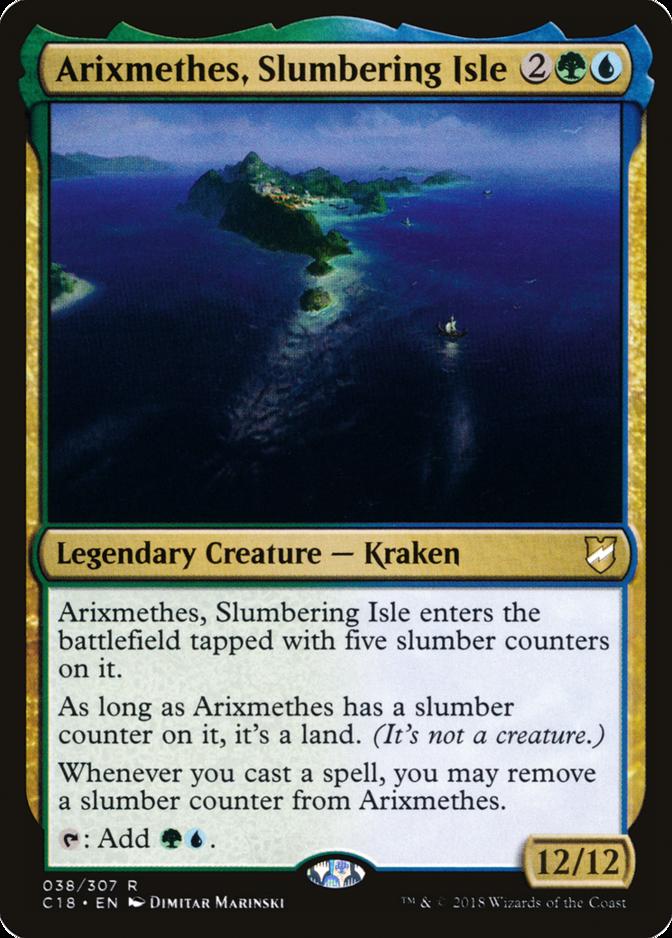 Arixmethes, Slumbering Isle 2
Legendary Creature — Kraken
Arixmethes, Slumbering Isle enters the
battlefield tapped with five slumber counters
on it.
As long as Arixmethes has a slumber
counter on it, it's a land. (It's not a creature.)
Whenever you cast a spell, you may remove
a slumber counter from Arixmethes.
: Add .
12/12
038/307 R
C18 • EN Dimitar Marinski
™ & © 2018 Wizards of the Coast